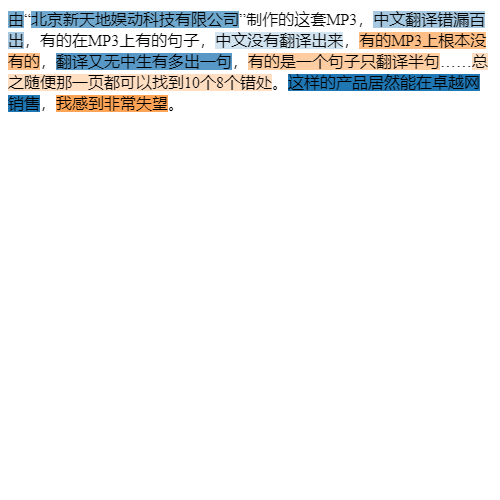 由“北京新天地娱动科技有限公司”制作的这套MP3，中文翻译错漏百
出，有的在MP3上有的句子，中文没有翻译出来，有的MP3上根本没
有的，翻译又无中生有多出一句，有的是一个句子只翻译半句……总
之随便那一页都可以找到10个8个错处。这样的产品居然能在卓越网
销售，我感到非常失望。